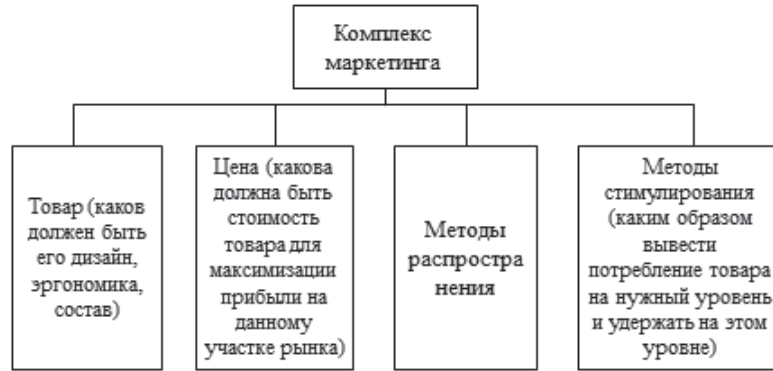 Комплекс
маркетинга
Товар (каков
должен быть
его дизайн,
эргономика,
состав)
Цена (какова
должна быть
стоимость
товара для
максимизации
прибыли на
данному
участке рынка)
Методы
распростра
нения
Методы
стимулирования
(каким образом
вывести
потребление товара
на нужный уровень
и удержать на этом
уровне)